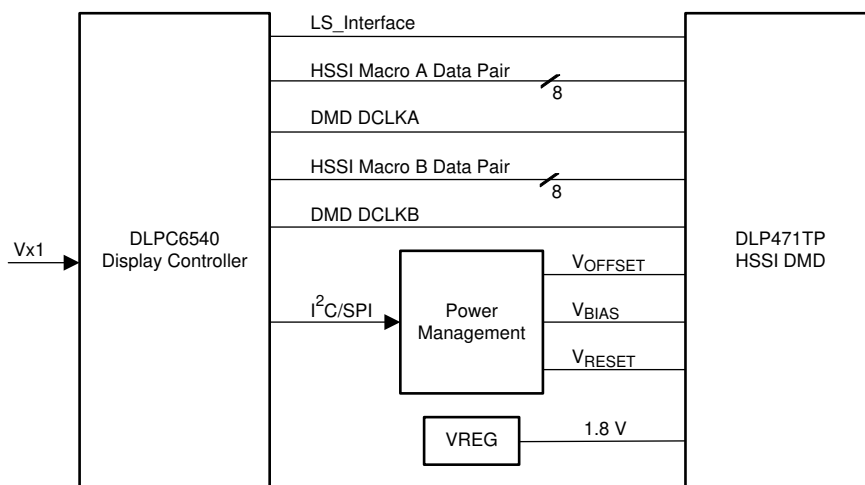 LS_Interface
HSSI Macro A Data Pair
8
DMD DCLKA
HSSI Macro B Data Pair
8
DMD DCLKB
Vx1
DLPC6540
Display Controller
DLP471TP
HSSI DMD
I²C/SPI
Power
Management
VOFFSET
VBIAS
VRESET
VREG
1.8 V